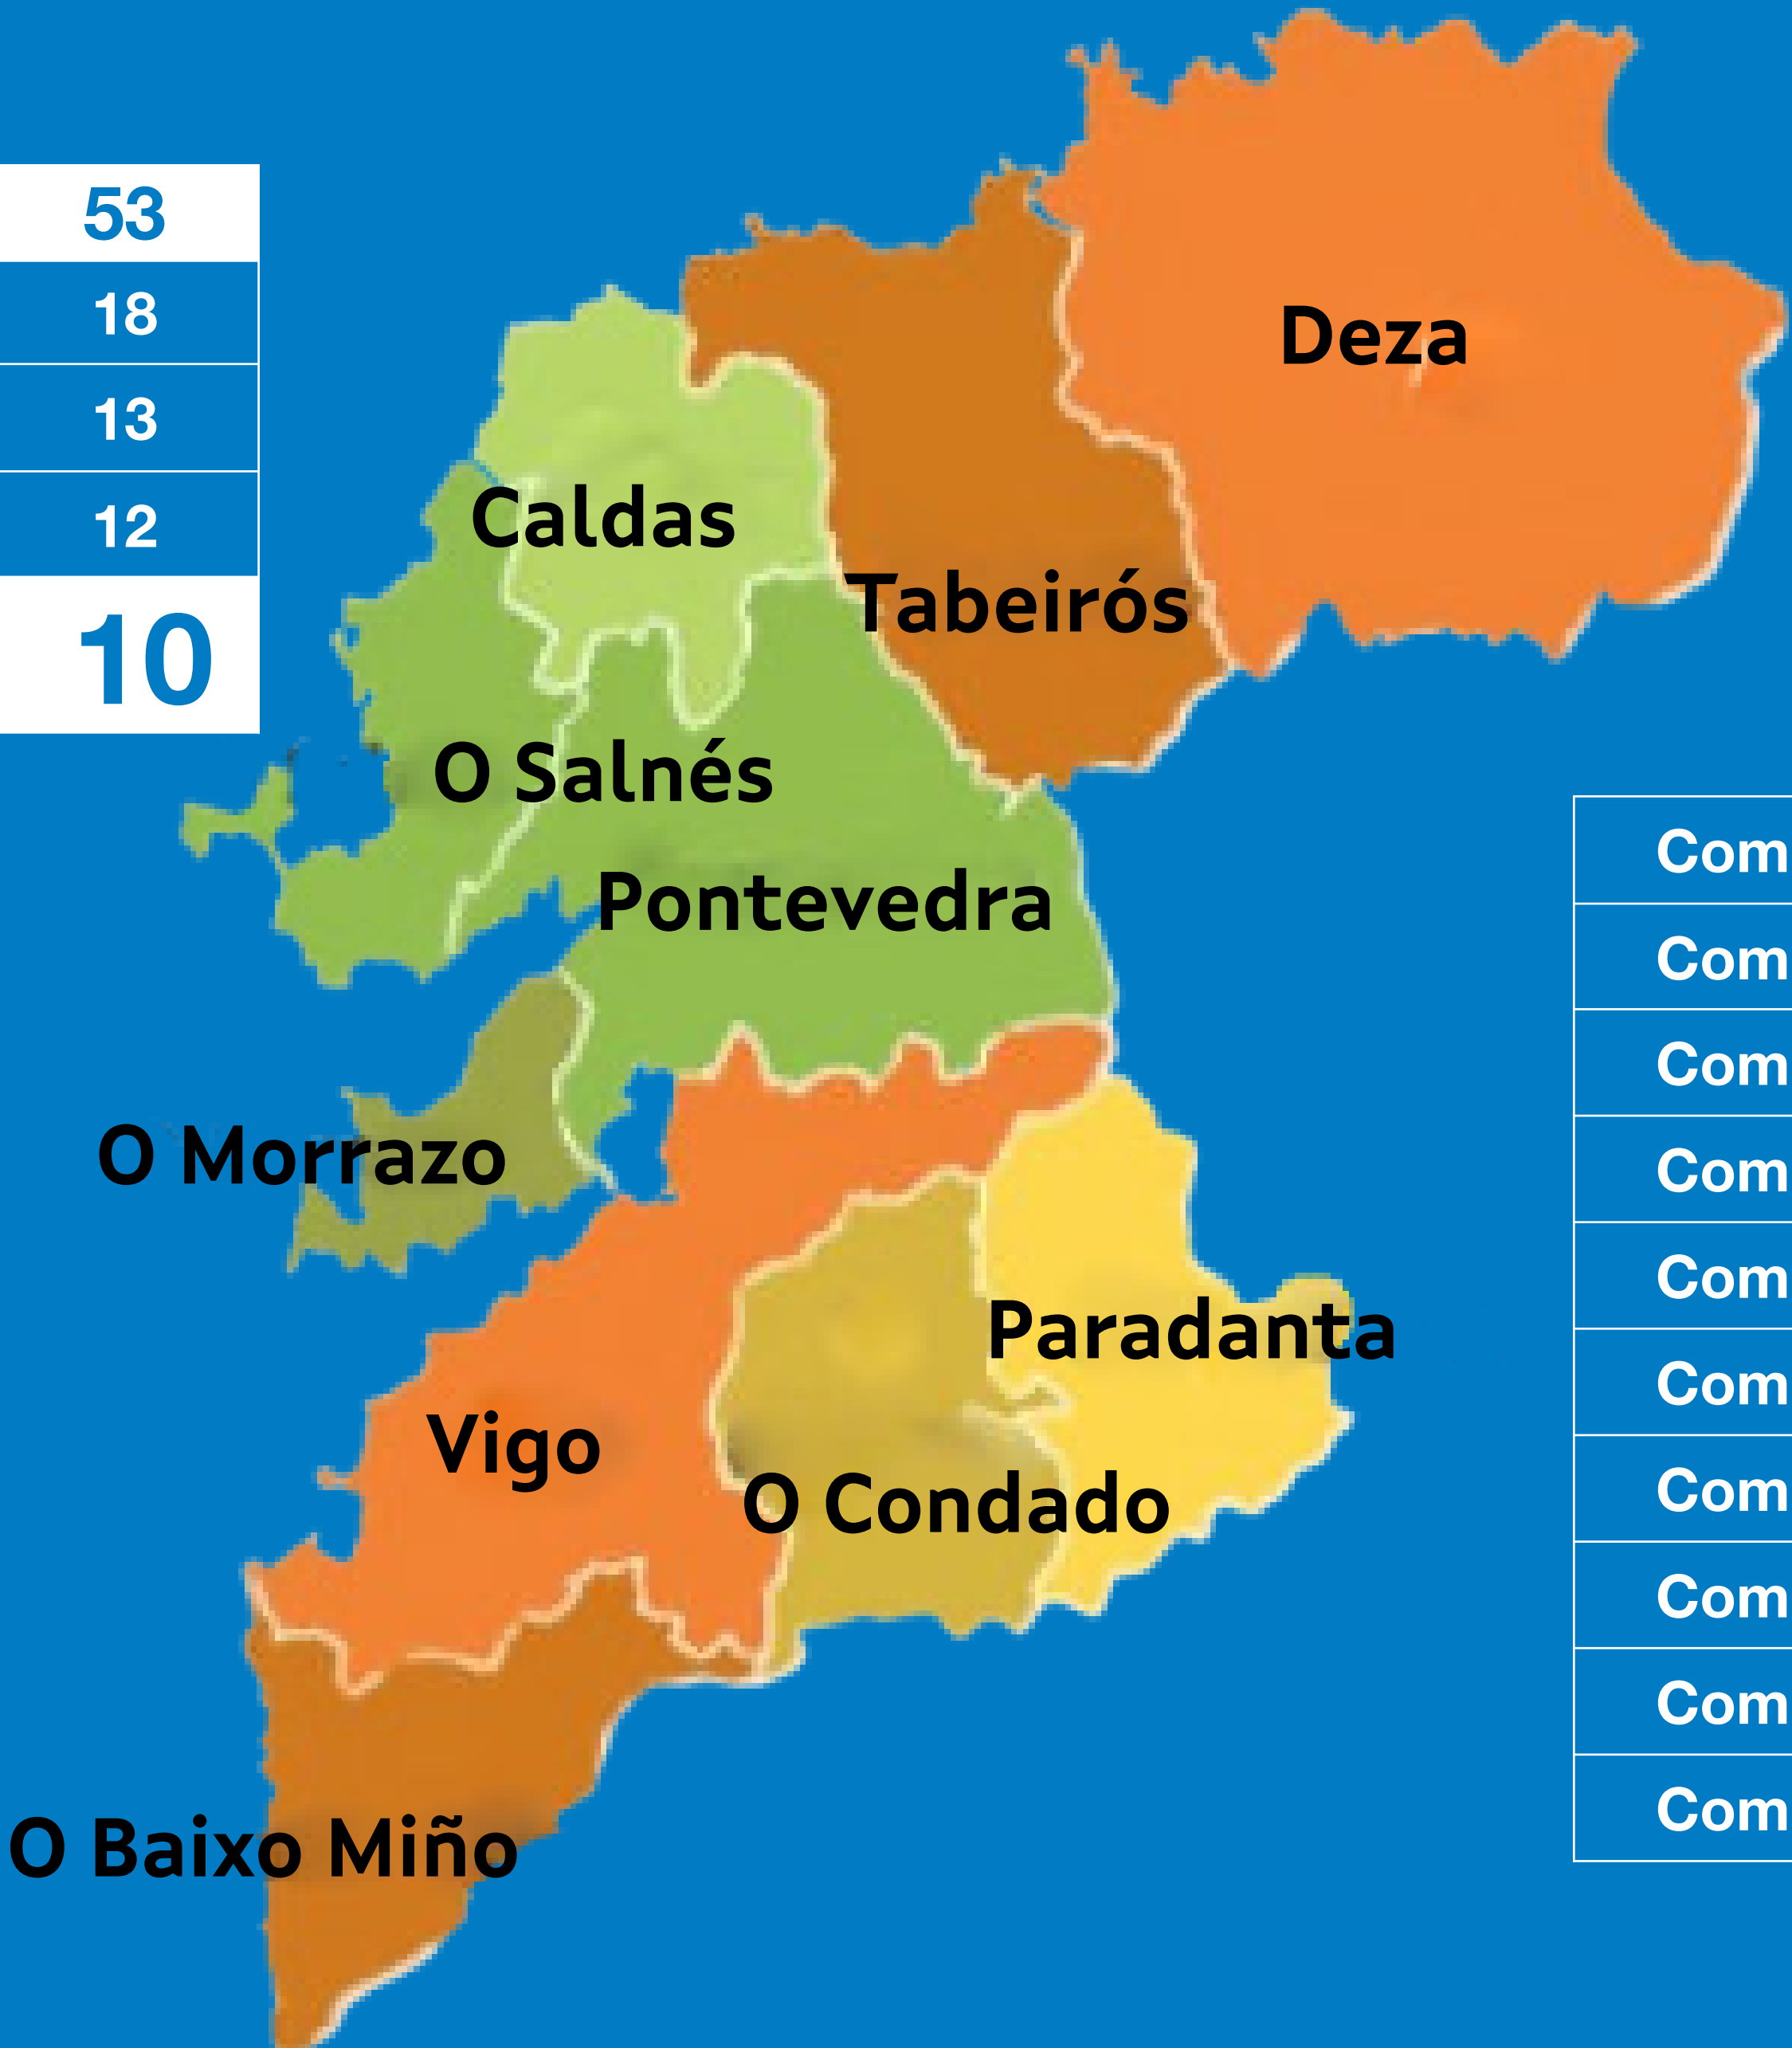 53
18
13
12
10
Deza
Caldas
Tabeirós
O Salnés
Pontevedra
O Morrazo
Paradanta
Vigo
O Condado
O Baixo Miño
Com
Com
Com
Com
Com
Com
Com
Com
Com
Com